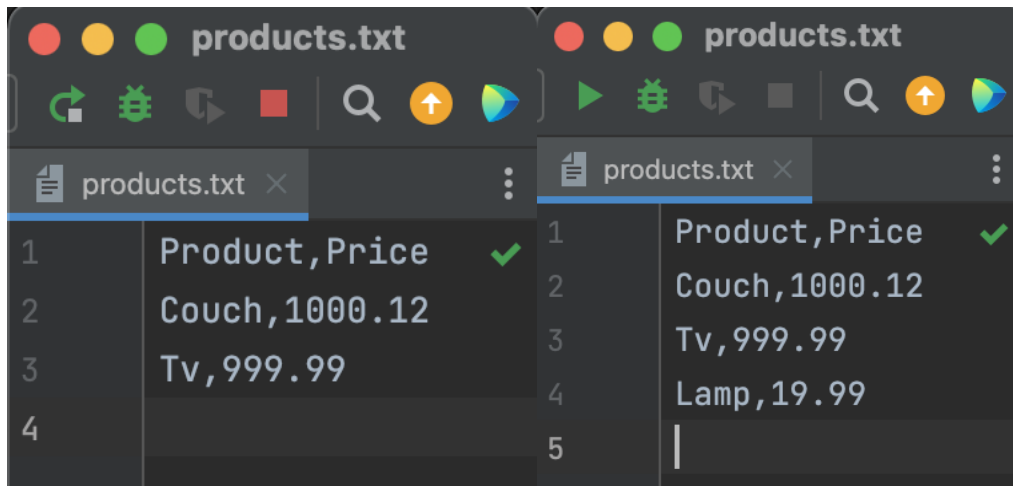 products.txt
products.txt
1 Product,Price
2 Couch,1000.12
3 Tv,999.99
4
products.txt
products.txt
1 Product,Price
2 Couch,1000.12
3 Tv,999.99
4 Lamp,19.99
5